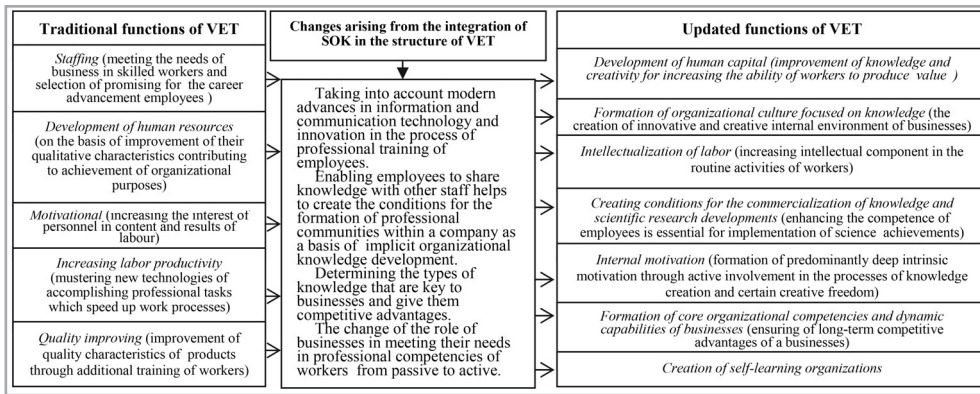 Traditional functions of VET
Staffing (meeting the needs of
business in skilled workers and
selection of promising for the career
advancement employees )
Development of human resources
(on the basis of improvement of their
qualitative characteristics contributing
to achievement of organizational
purposes)
Motivational (increasing the interest of
personnel in content and results of
labour)
Increasing labor productivity
(mustering new technologies of
accomplishing professional tasks
which speed up work processes)
Quality improving (improvement of
quality characteristics of products
through additional training of workers)
Changes arising from the integration of
SOK in the structure of VET
Taking into account modern
advances in information and
communication technology and
innovation in the process of
professional training of
employees.
Enabling employees to share
knowledge with other staff helps
to create the conditions for the
formation of professional
communities within a company as
a basis of implicit organizational
knowledge development.
Determining the types of
knowledge that are key to
businesses and give them
competitive advantages.
The change of the role of
businesses in meeting their needs
in professional competencies of
workers from passive to active.
Updated functions of VET
Development of human capital (improvement of knowledge and
creativity for increasing the ability of workers to produce value )
Formation of organizational culture focused on knowledge (the
creation of innovative and creative internal environment of businesses)
Intellectualization of labor (increasing intellectual component in the
routine activities of workers)
Creating conditions for the commercialization of knowledge and
scientific research developments (enhancing the competence of
employees is essential for implementation of science achievements)
Internal motivation (formation of predominantly deep intrinsic
motivation through active involvement in the processes of knowledge
creation and certain creative freedom)
Formation of core organizational competencies and dynamic
capabilities of businesses (ensuring of long-term competitive
advantages of a businesses)
Creation of self-learning organizations